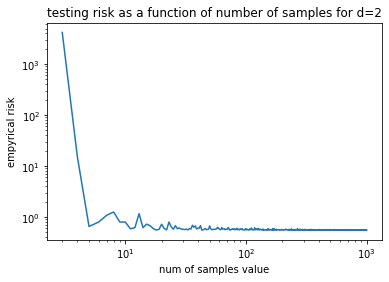 testing risk as a function of number of samples for d=2
empyrical risk
10³
10²
10¹
10⁰
10¹
10²
10³
num of samples value